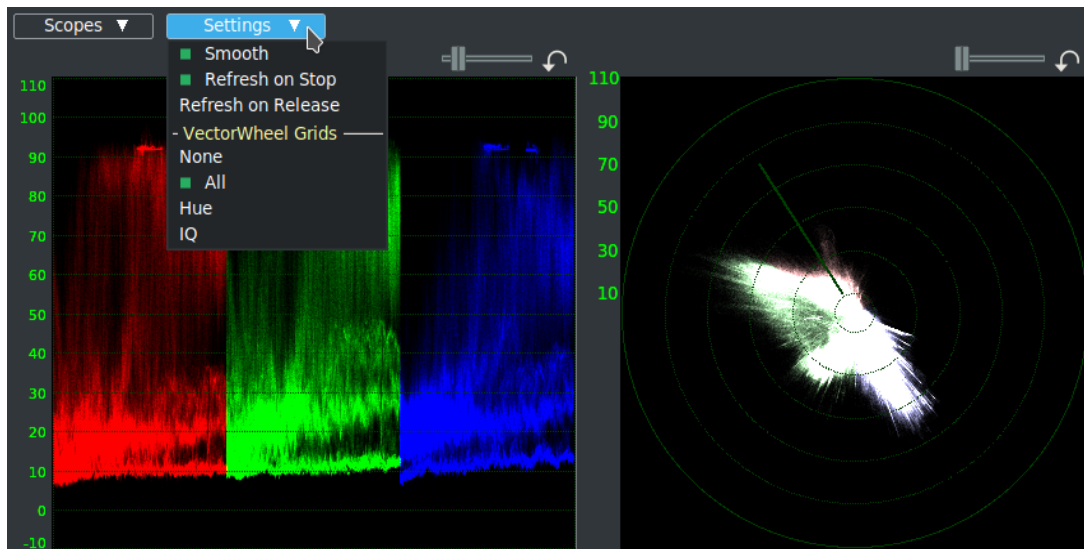 Scopes ▼
Settings ▼
Smooth
Refresh on Stop
Refresh on Release
- VectorWheel Grids
None
All
Hue
IQ
110
100
90
80
70
60
50
40
30
20
10
0
-10
110
90
70
50
30
10